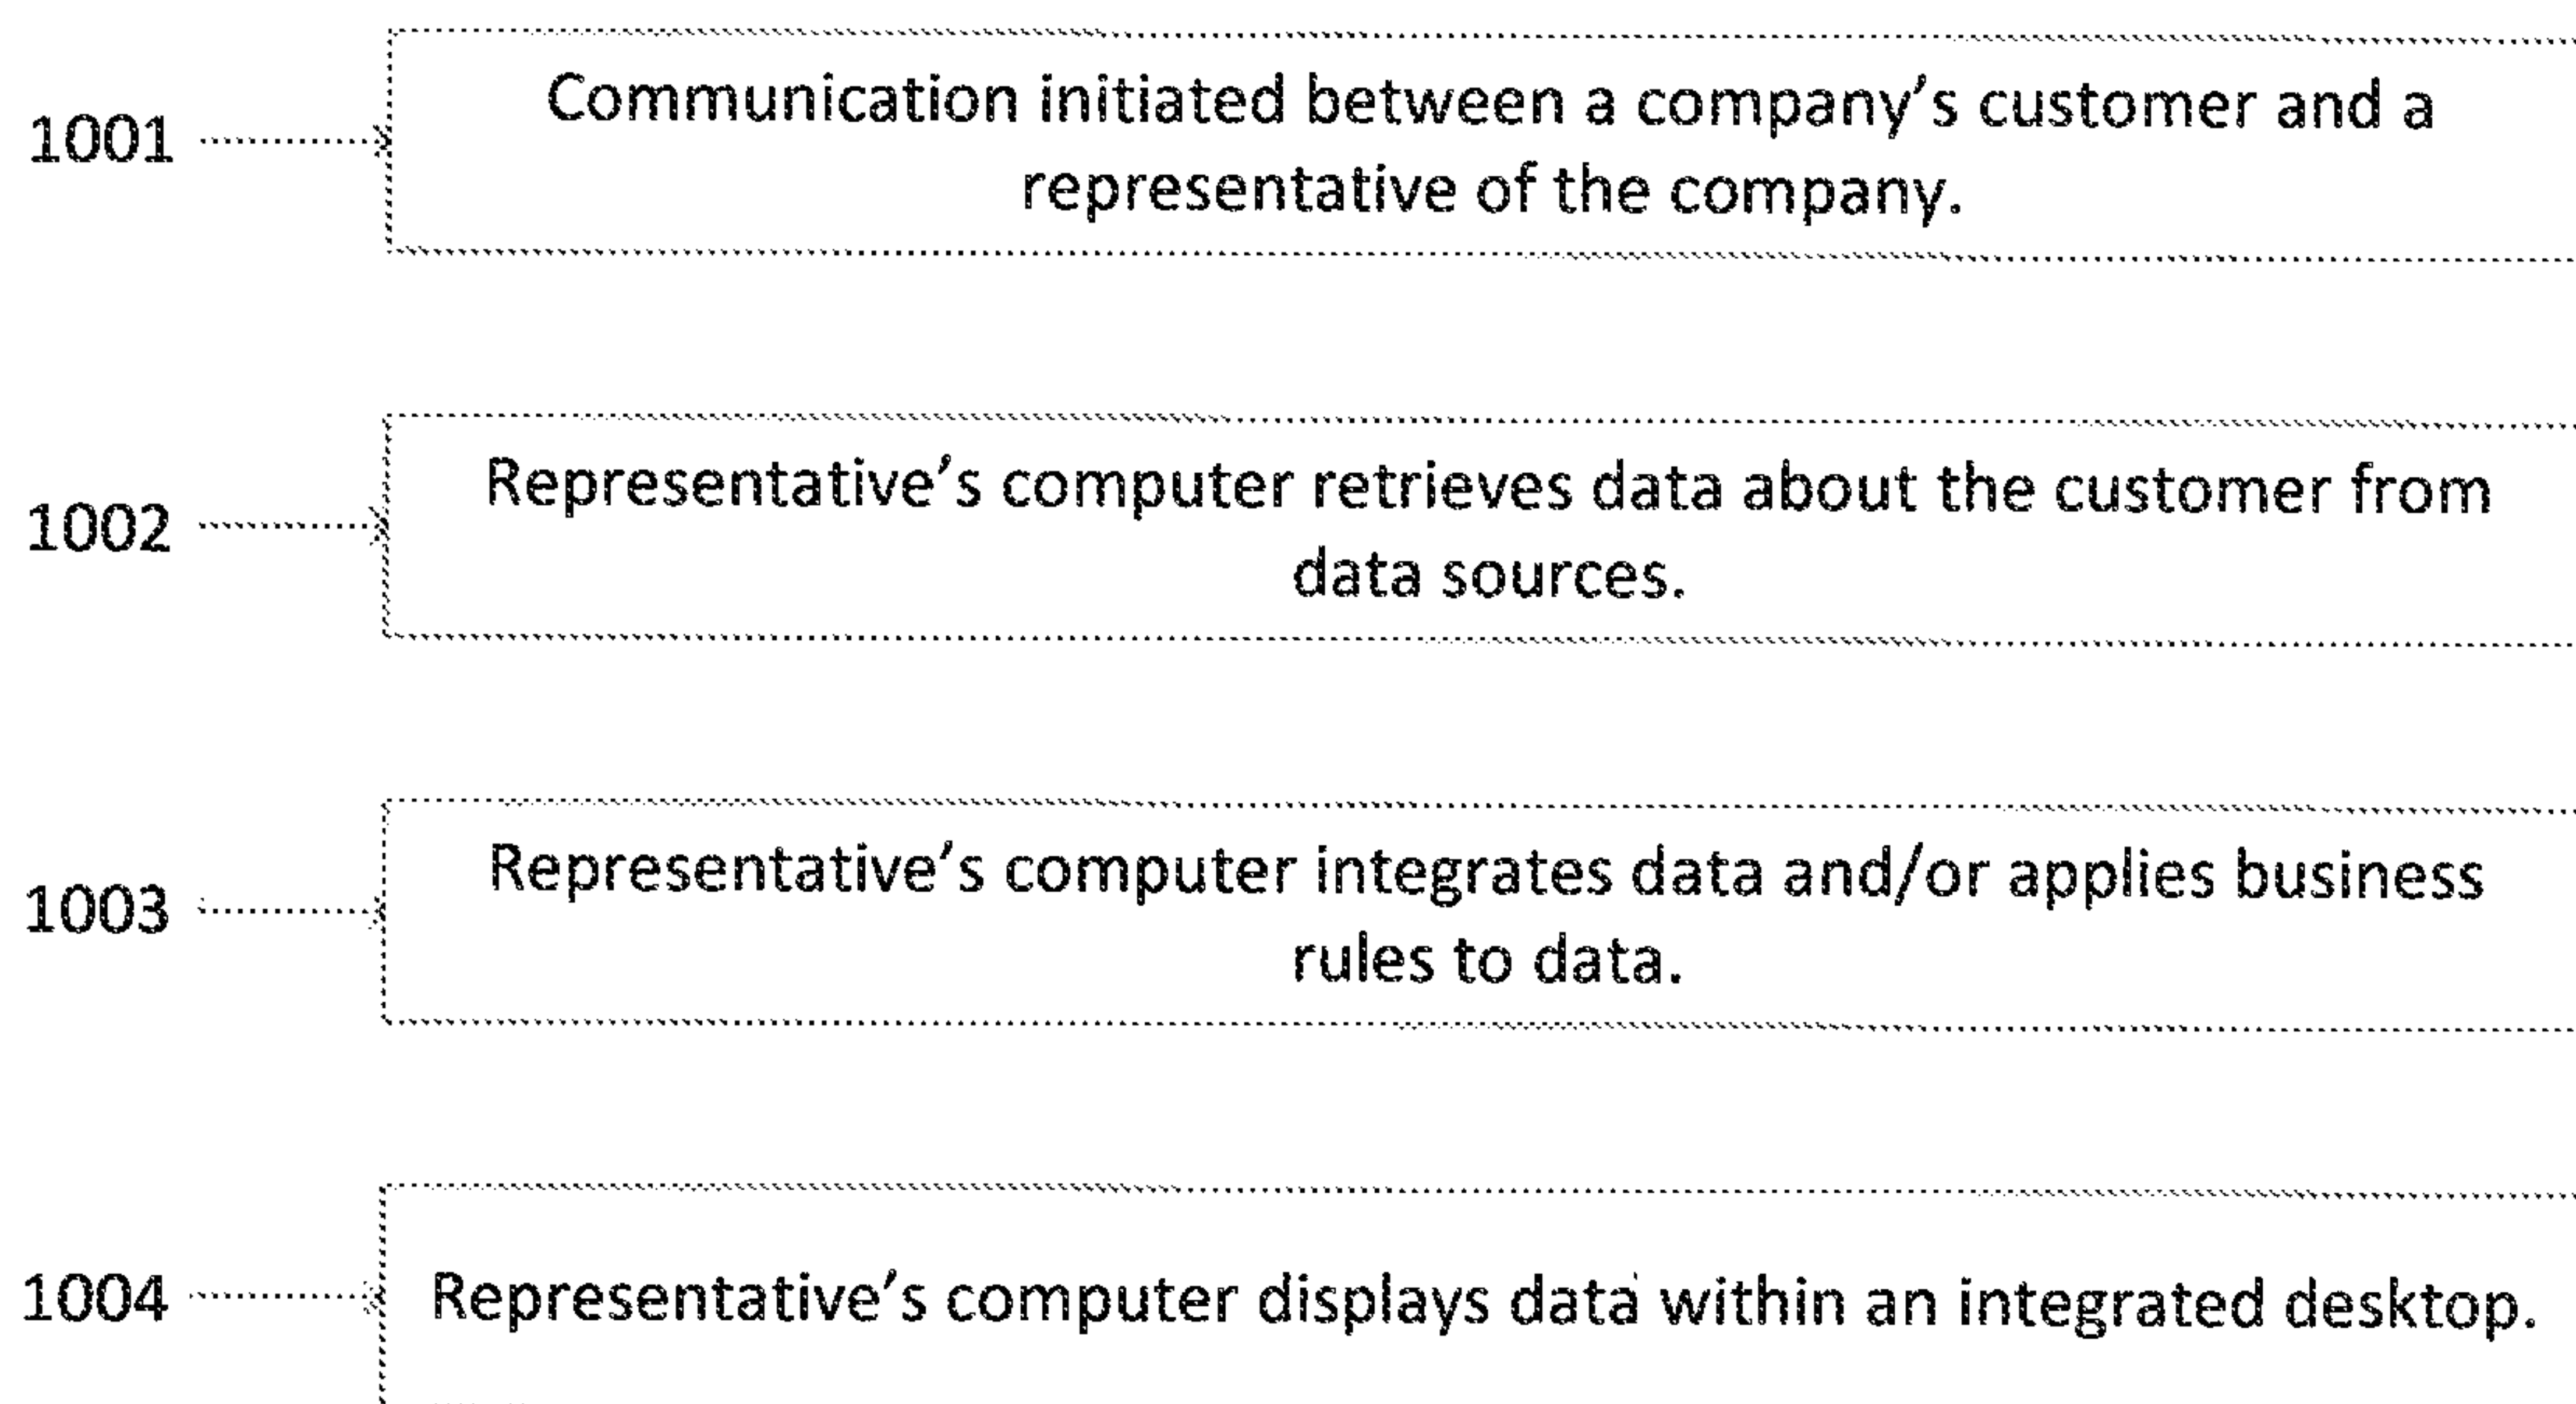 1001
Communication initiated between a company's customer and a
representative of the company.
1002
Representative's computer retrieves data about the customer from
data sources.
1003
Representative's computer integrates data and/or applies business
rules to data.
1004
Representative's computer displays data within an integrated desktop.